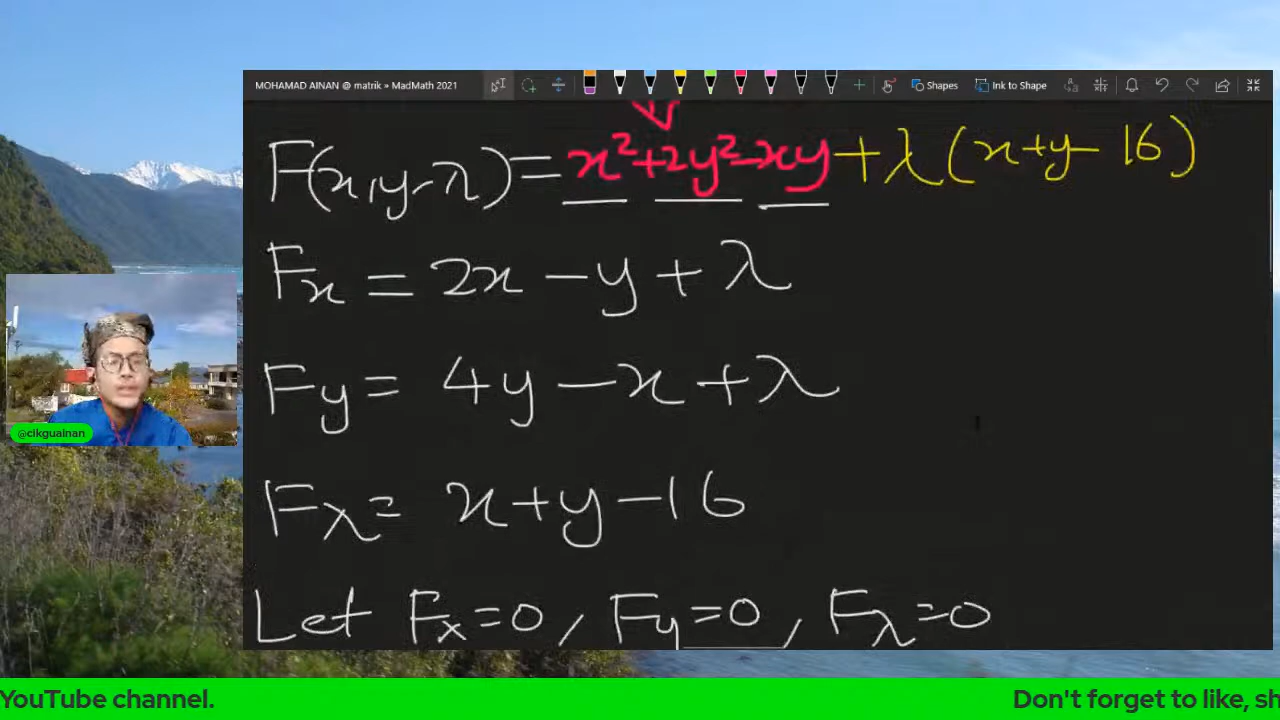 MOHAMAD AINAN @ matrik » MadMath 2021
Shapes
Ink to Shape
F(x,y,λ)=x²+2y²-xy+λ(x+y-16)
Fx=2x-y+λ
Fy=4y-x+λ
Fλ=x+y-16
Let Fx=0, Fy=0, Fλ=0
@cikguainan
YouTube channel.
Don't forget to like, sh